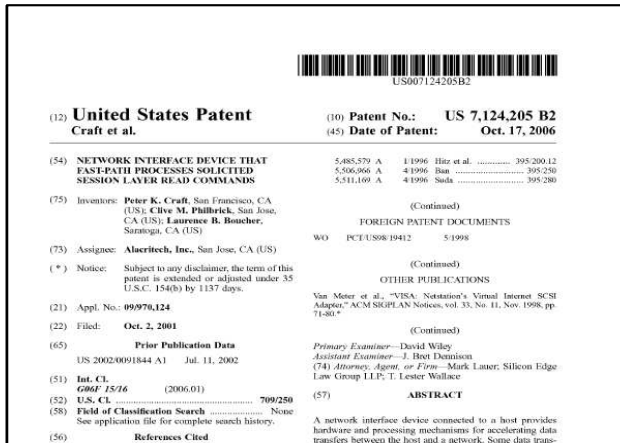 US007124205B2
(12) United States Patent
Craft et al.
(10) Patent No.: US 7,124,205 B2
(45) Date of Patent: Oct. 17, 2006
(54) NETWORK INTERFACE DEVICE THAT
FAST-PATH PROCESSES SOLICITED
SESSION LAYER READ COMMANDS
(75) Inventors: Peter K. Craft, San Francisco, CA
(US); Clive M. Philbrick, San Jose,
CA (US); Laurence B. Boucher,
Saratoga, CA (US)
(73) Assignee: Alacritech, Inc., San Jose, CA (US)
( * ) Notice: Subject to any disclaimer, the term of this
patent is extended or adjusted under 35
U.S.C. 154(b) by 1137 days.
(21) Appl. No.: 09/970,124
(22) Filed: Oct. 2, 2001
(65) Prior Publication Data
US 2002/0091844 A1 Jul. 11, 2002
(51) Int. Cl.
G06F 15/16 (2006.01)
(52) U.S. Cl. ................................ 709/250
(58) Field of Classification Search .................. None
See application file for complete search history.
(56) References Cited
5,485,579 A 1/1996 Hitz et al. .............. 395/200.12
5,506,966 A 4/1996 Ban ......................... 395/250
5,511,169 A 4/1996 Suda ....................... 395/280
(Continued)
FOREIGN PATENT DOCUMENTS
WO PCT/US98/19412 5/1998
(Continued)
OTHER PUBLICATIONS
Van Meter et al., "VISA: Netstation's Virtual Internet SCSI
Adapter," ACM SIGPLAN Notices, vol. 33, No. 11, Nov. 1998, pp.
71-80.*
(Continued)
Primary Examiner—David Wiley
Assistant Examiner—J. Bret Dennison
(74) Attorney, Agent, or Firm—Mark Lauer; Silicon Edge
Law Group LLP; T. Lester Wallace
(57) ABSTRACT
A network interface device connected to a host provides
hardware and processing mechanisms for accelerating data
transfers between the host and a network. Some data trans-